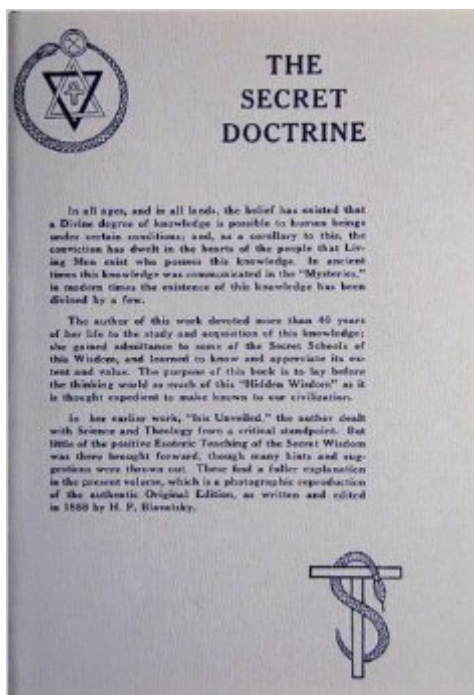 THE
SECRET
DOCTRINE
In all ages, and in all lands, the belief has existed that
a Divine degree of knowledge is possible to human beings
under certain conditions; and, as a corollary to this, the
conviction has dwelt in the hearts of the people that Liv-
ing Men exist who possess this knowledge. In ancient
times this knowledge was communicated in the "Mysteries,"
in modern times the existence of this knowledge has been
divined by a few.
The author of this work devoted more than 40 years
of her life to the study and acquisition of this knowledge;
she gained admittance to some of the Secret Schools of
this Wisdom, and learned to know and appreciate its ex-
tent and value. The purpose of this book is to lay before
the thinking world so much of this "Hidden Wisdom" as it
is thought expedient to make known to our civilization.
In her earlier work, "Isis Unveiled," the author dealt
with Science and Theology from a critical standpoint. But
little of the positive Esoteric Teaching of the Secret Wisdom
was there brought forward, though many hints and sug-
gestions were thrown out. These find a fuller explanation
in the present volume, which is a photographic reproduction
of the authentic Original Edition, as written and edited
in 1888 by H. P. Blavatsky.